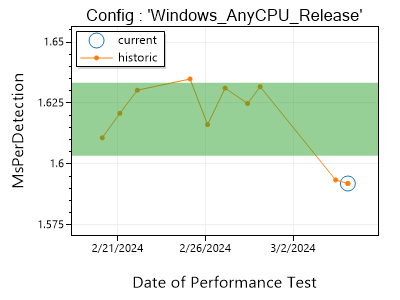 Config : 'Windows_AnyCPU_Release'
current
historic
MsPerDetection
1.65
1.625
1.6
1.575
2/21/2024
2/26/2024
3/2/2024
Date of Performance Test